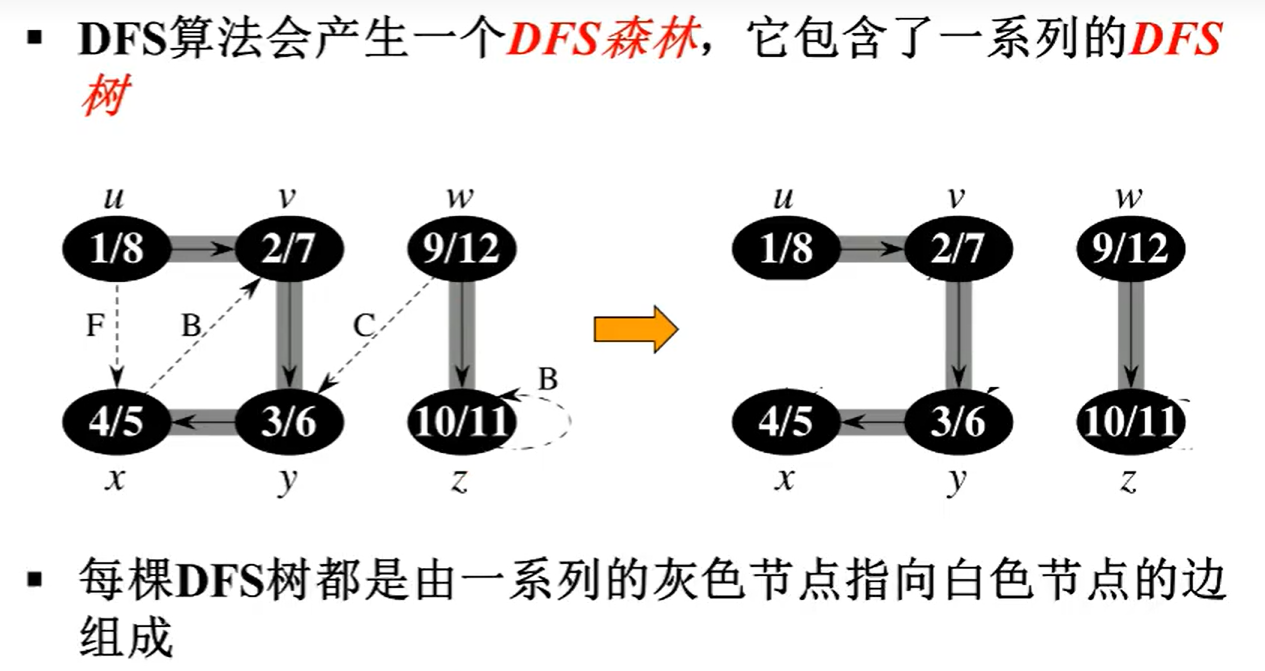 ▪ DFS算法会产生一个DFS森林，它包含了一系列的DFS
树
u v w u v w
1/8 2/7 9/12 1/8 2/7 9/12
F B C B
4/5 3/6 10/11 4/5 3/6 10/11
x y z x y z
▪ 每棵DFS树都是由一系列的灰色节点指向白色节点的边
组成